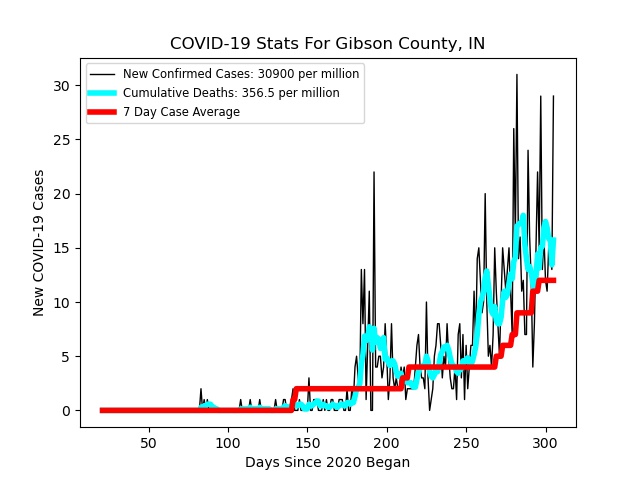 COVID-19 Stats For Gibson County, IN
New Confirmed Cases: 30900 per million
Cumulative Deaths: 356.5 per million
7 Day Case Average
New COVID-19 Cases
30
25
20
15
10
5
0
50 100 150 200 250 300
Days Since 2020 Began